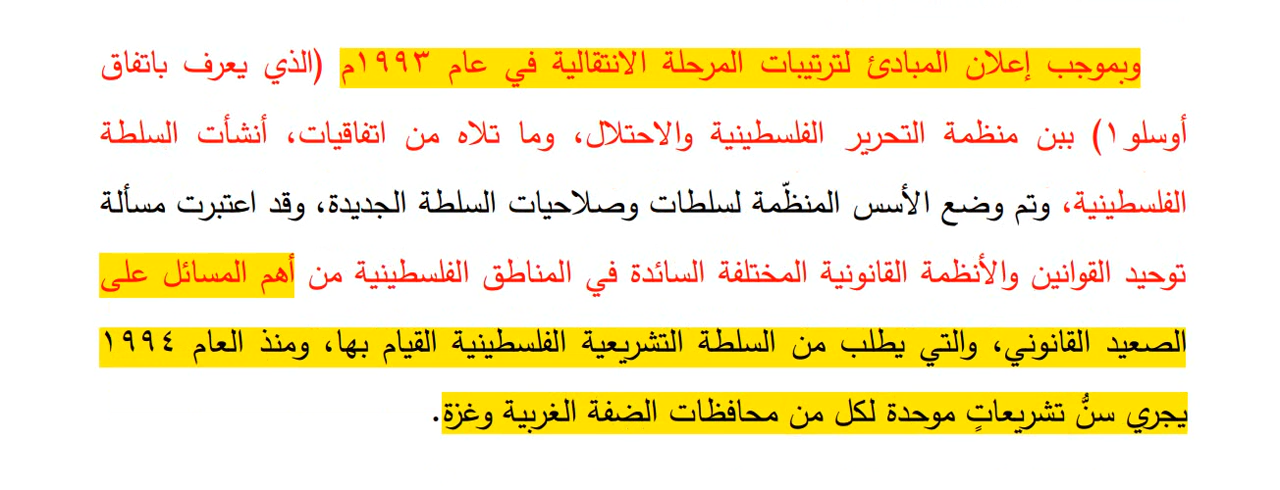 وبموجب إعلان المبادئ لترتيبات المرحلة الانتقالية في عام ١٩٩٣م (الذي يعرف باتفاق
أوسلو١) ببن منظمة التحرير الفلسطينية والاحتلال، وما تلاه من اتفاقيات، أنشأت السلطة
الفلسطينية، وتم وضع الأسس المنظّمة لسلطات وصلاحيات السلطة الجديدة، وقد اعتبرت مسألة
توحيد القوانين والأنظمة القانونية المختلفة السائدة في المناطق الفلسطينية من أهم المسائل على
الصعيد القانوني، والتي يطلب من السلطة التشريعية الفلسطينية القيام بها، ومنذ العام ١٩٩٤
يجري سنُّ تشريعاتٍ موحدة لكل من محافظات الضفة الغربية وغزة.